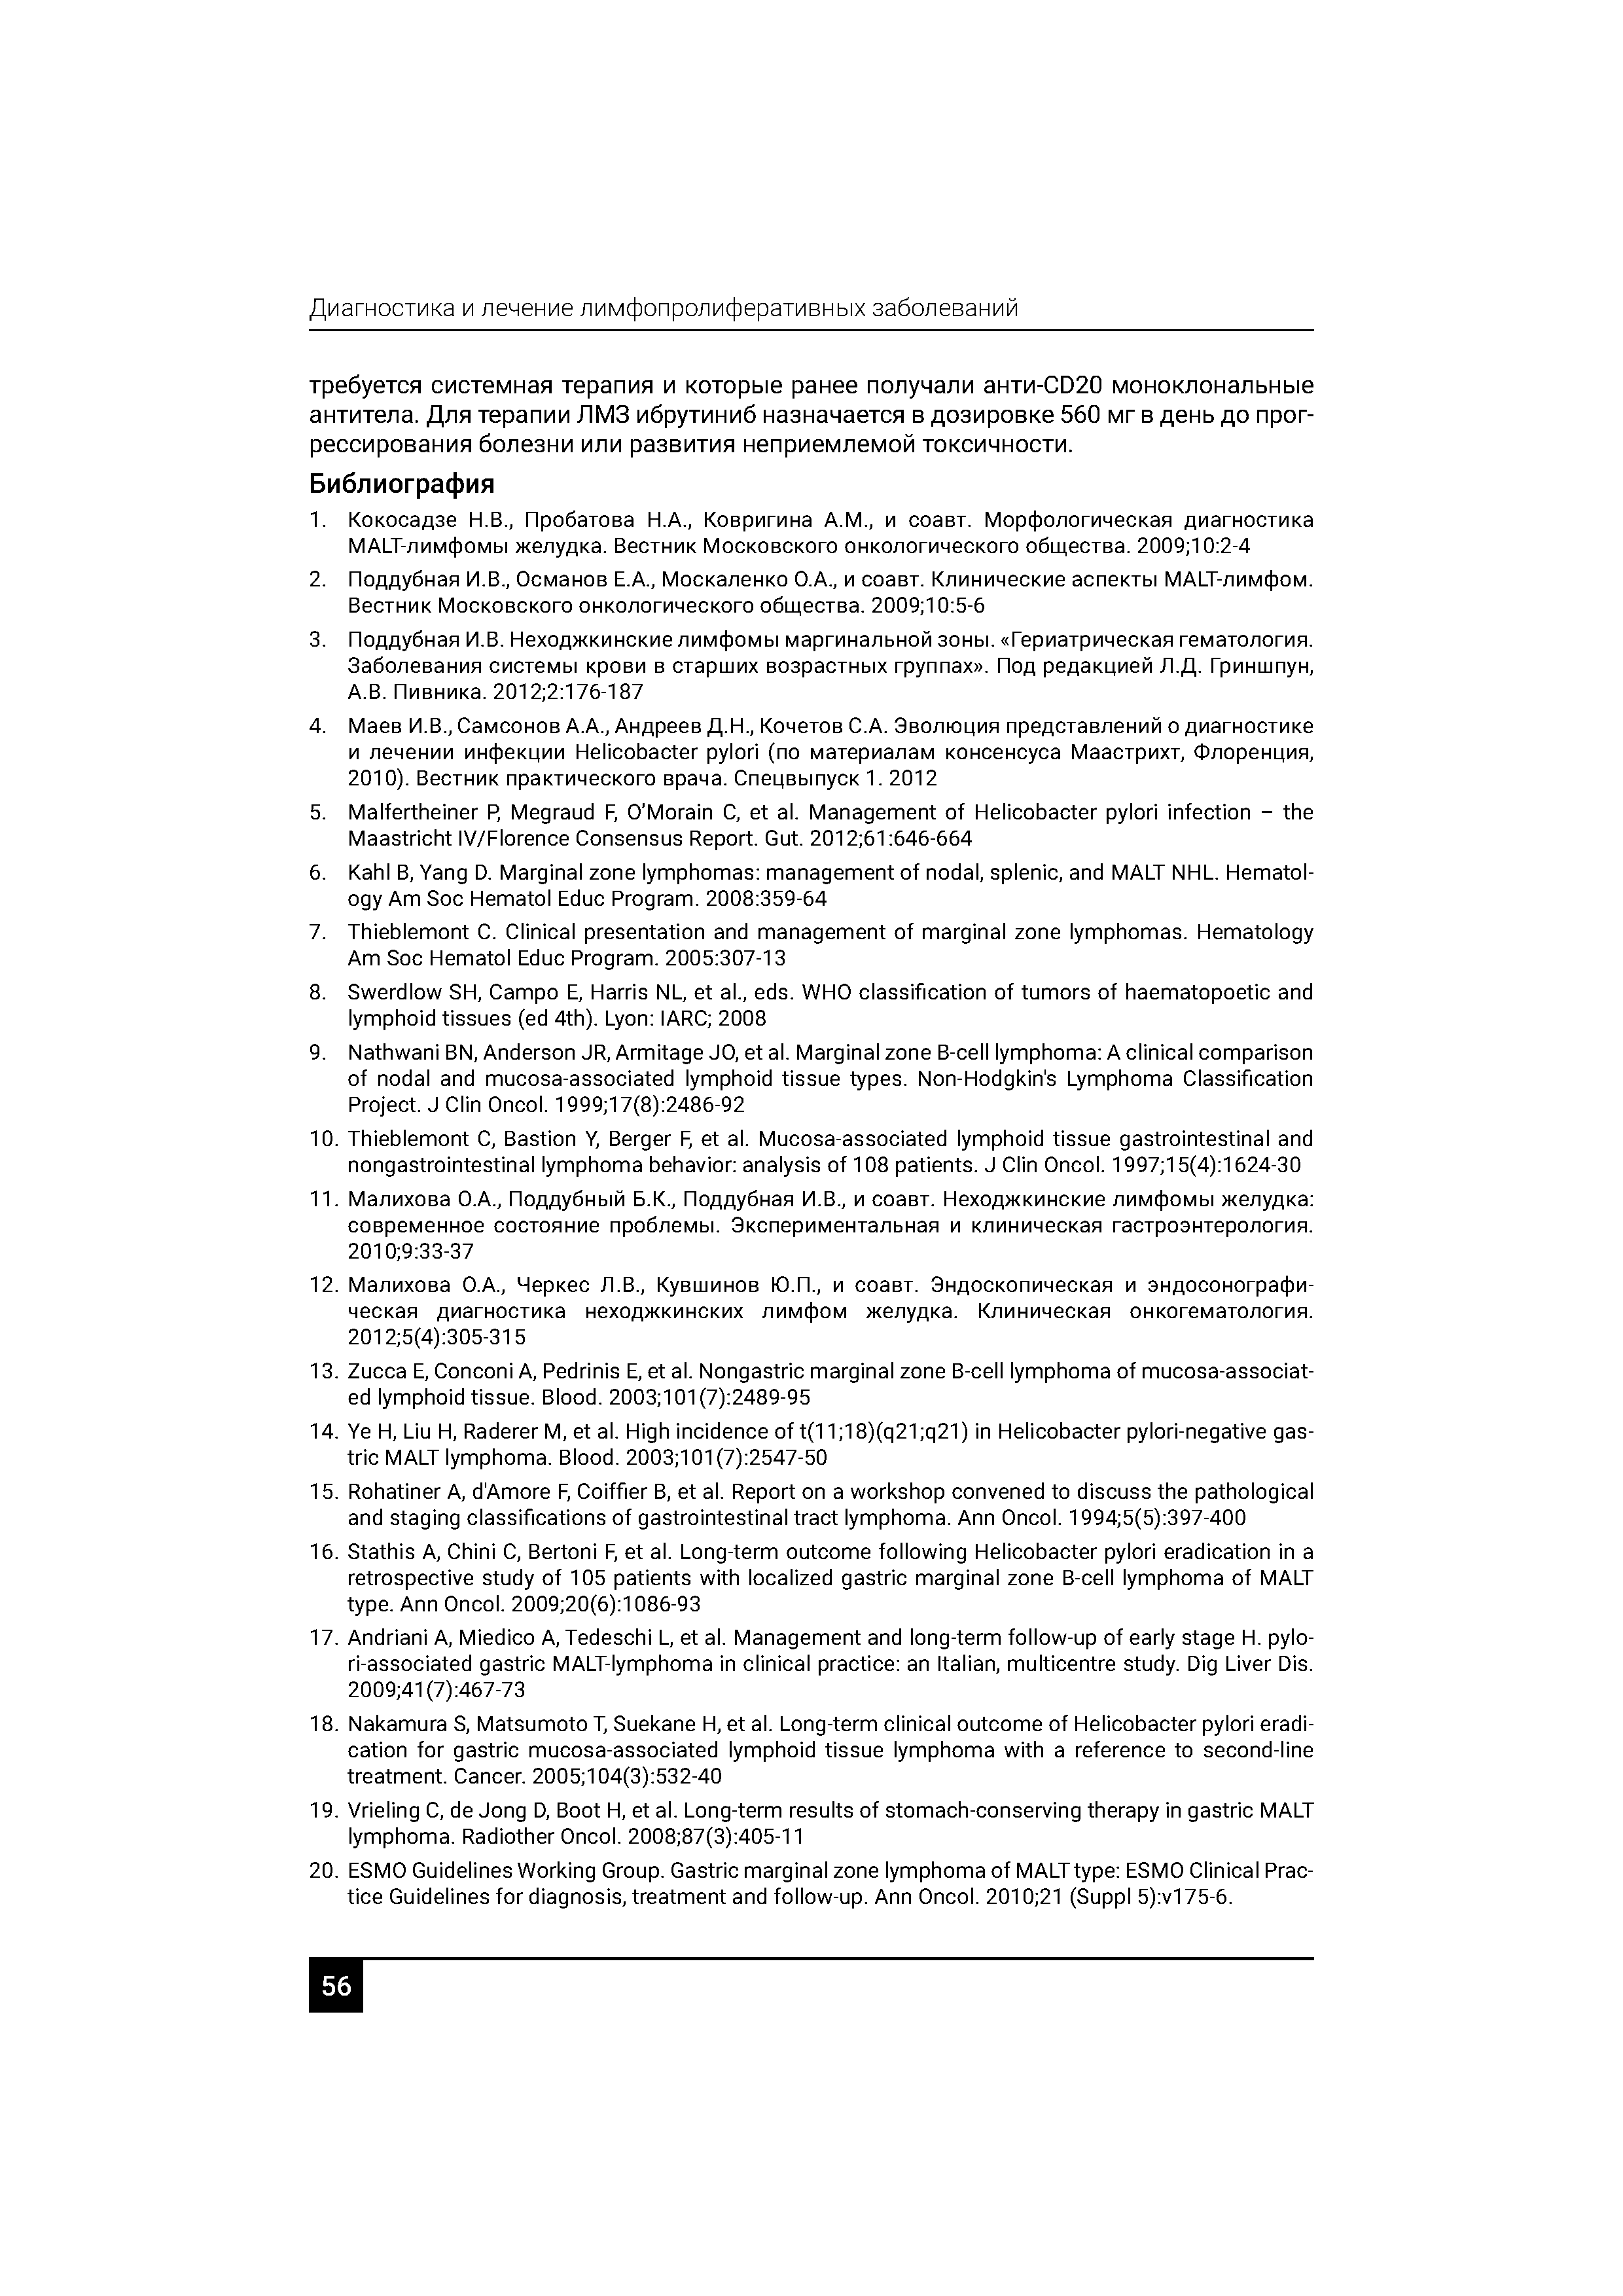 Диагностика и лечение лимфопролиферативных заболеваний
требуется системная терапия и которые ранее получали анти-CD20 моноклональные
антитела. Для терапии ЛМЗ ибрутиниб назначается в дозировке 560 мг в день до прог-
рессирования болезни или развития неприемлемой токсичности.
Библиография
1. Кокосадзе Н.В., Пробатова Н.А., Ковригина А.М., и соавт. Морфологическая диагностика
MALT-лимфомы желудка. Вестник Московского онкологического общества. 2009;10:2-4
2. Поддубная И.В., Османов Е.А., Москаленко О.А., и соавт. Клинические аспекты MALT-лимфом.
Вестник Московского онкологического общества. 2009;10:5-6
3. Поддубная И.В. Неходжкинские лимфомы маргинальной зоны. «Гериатрическая гематология.
Заболевания системы крови в старших возрастных группах». Под редакцией Л.Д. Гриншпун,
А.В. Пивника. 2012;2:176-187
4. Маев И.В., Самсонов А.А., Андреев Д.Н., Кочетов С.А. Эволюция представлений о диагностике
и лечении инфекции Helicobacter pylori (по материалам консенсуса Маастрихт, Флоренция,
2010). Вестник практического врача. Спецвыпуск 1. 2012
5. Malfertheiner P, Megraud F, O’Morain C, et al. Management of Helicobacter pylori infection – the
Maastricht IV/Florence Consensus Report. Gut. 2012;61:646-664
6. Kahl B, Yang D. Marginal zone lymphomas: management of nodal, splenic, and MALT NHL. Hematol-
ogy Am Soc Hematol Educ Program. 2008:359-64
7. Thieblemont C. Clinical presentation and management of marginal zone lymphomas. Hematology
Am Soc Hematol Educ Program. 2005:307-13
8. Swerdlow SH, Campo E, Harris NL, et al., eds. WHO classification of tumors of haematopoetic and
lymphoid tissues (ed 4th). Lyon: IARC; 2008
9. Nathwani BN, Anderson JR, Armitage JO, et al. Marginal zone B-cell lymphoma: A clinical comparison
of nodal and mucosa-associated lymphoid tissue types. Non-Hodgkin's Lymphoma Classification
Project. J Clin Oncol. 1999;17(8):2486-92
10. Thieblemont C, Bastion Y, Berger F, et al. Mucosa-associated lymphoid tissue gastrointestinal and
nongastrointestinal lymphoma behavior: analysis of 108 patients. J Clin Oncol. 1997;15(4):1624-30
11. Малихова О.А., Поддубный Б.К., Поддубная И.В., и соавт. Неходжкинские лимфомы желудка:
современное состояние проблемы. Экспериментальная и клиническая гастроэнтерология.
2010;9:33-37
12. Малихова О.А., Черкес Л.В., Кувшинов Ю.П., и соавт. Эндоскопическая и эндосонографи-
ческая диагностика неходжкинских лимфом желудка. Клиническая онкогематология.
2012;5(4):305-315
13. Zucca E, Conconi A, Pedrinis E, et al. Nongastric marginal zone B-cell lymphoma of mucosa-associat-
ed lymphoid tissue. Blood. 2003;101(7):2489-95
14. Ye H, Liu H, Raderer M, et al. High incidence of t(11;18)(q21;q21) in Helicobacter pylori-negative gas-
tric MALT lymphoma. Blood. 2003;101(7):2547-50
15. Rohatiner A, d'Amore F, Coiffier B, et al. Report on a workshop convened to discuss the pathological
and staging classifications of gastrointestinal tract lymphoma. Ann Oncol. 1994;5(5):397-400
16. Stathis A, Chini C, Bertoni F, et al. Long-term outcome following Helicobacter pylori eradication in a
retrospective study of 105 patients with localized gastric marginal zone B-cell lymphoma of MALT
type. Ann Oncol. 2009;20(6):1086-93
17. Andriani A, Miedico A, Tedeschi L, et al. Management and long-term follow-up of early stage H. pylo-
ri-associated gastric MALT-lymphoma in clinical practice: an Italian, multicentre study. Dig Liver Dis.
2009;41(7):467-73
18. Nakamura S, Matsumoto T, Suekane H, et al. Long-term clinical outcome of Helicobacter pylori eradi-
cation for gastric mucosa-associated lymphoid tissue lymphoma with a reference to second-line
treatment. Cancer. 2005;104(3):532-40
19. Vrieling C, de Jong D, Boot H, et al. Long-term results of stomach-conserving therapy in gastric MALT
lymphoma. Radiother Oncol. 2008;87(3):405-11
20. ESMO Guidelines Working Group. Gastric marginal zone lymphoma of MALT type: ESMO Clinical Prac-
tice Guidelines for diagnosis, treatment and follow-up. Ann Oncol. 2010;21 (Suppl 5):v175-6.
56